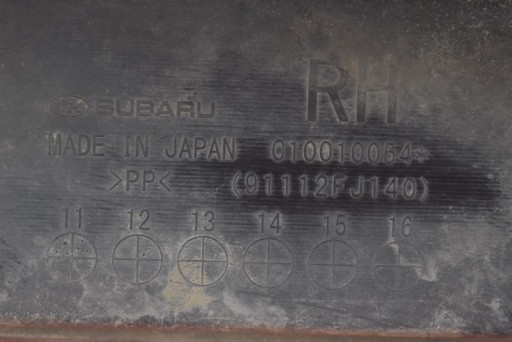 RH
SUBARU
MADE IN JAPAN C10010054*
>PP< (91112FJ140)
11 12 13 14 15 16